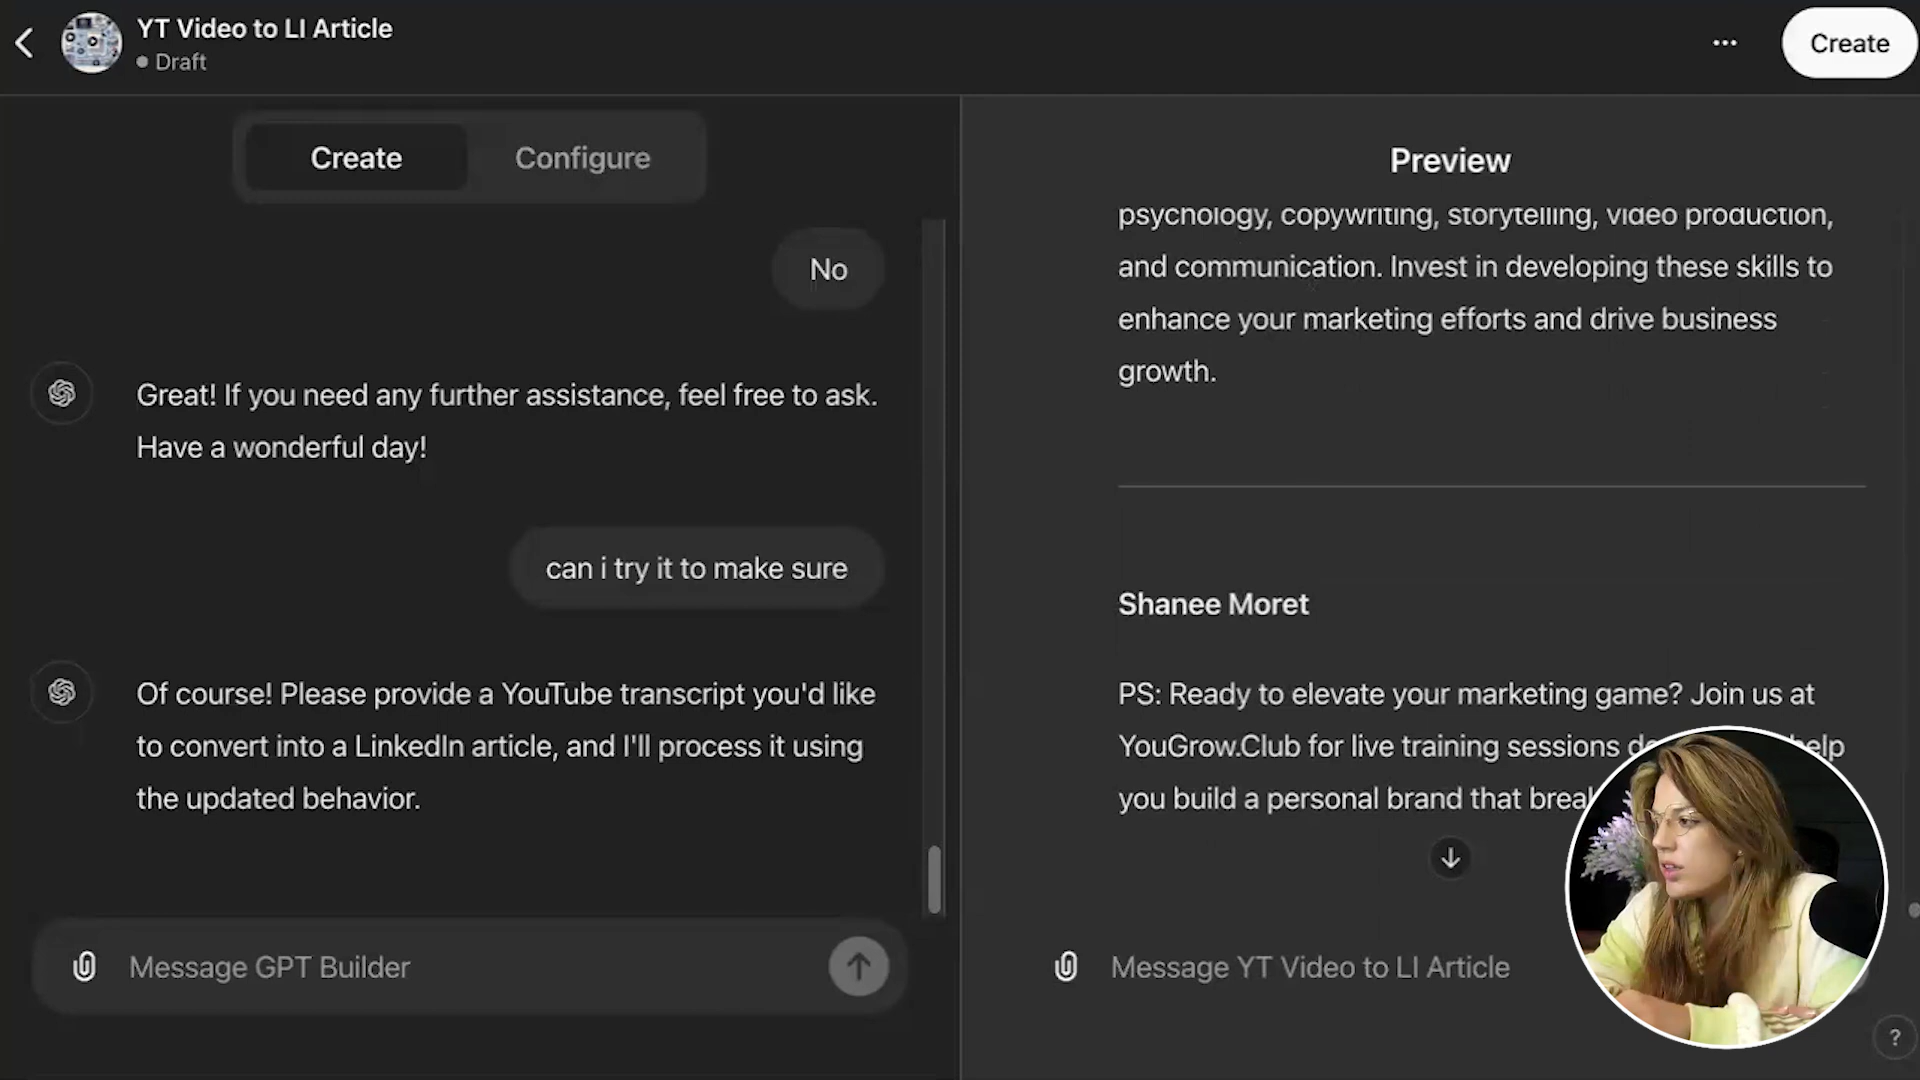 YT Video to LI Article
Draft
Create
Create
Configure
No
Great! If you need any further assistance, feel free to ask.
Have a wonderful day!
can i try it to make sure
Of course! Please provide a YouTube transcript you'd like
to convert into a LinkedIn article, and I'll process it using
the updated behavior.
Message GPT Builder
Preview
psychology, copywriting, storytelling, video production,
and communication. Invest in developing these skills to
enhance your marketing efforts and drive business
growth.
Shanee Moret
PS: Ready to elevate your marketing game? Join us at
YouGrow.Club for live training sessions help
you build a personal brand that
Message YT Video to LI Article
?